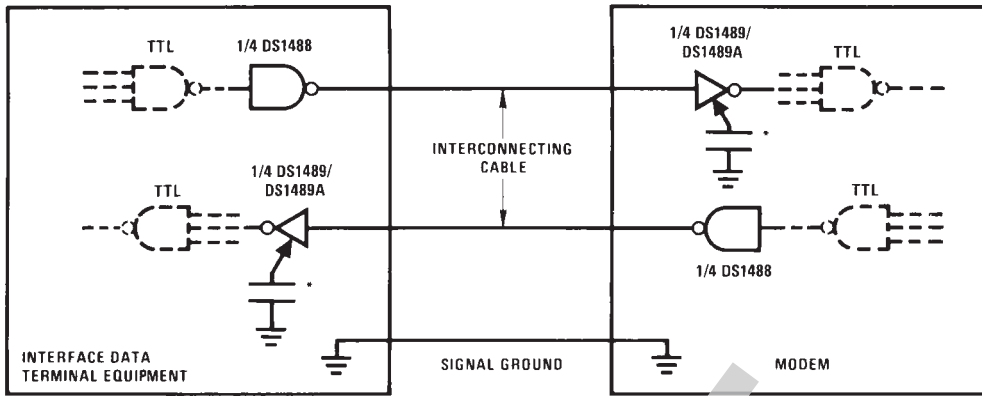 TTL
1/4 DS1488
1/4 DS1489/
DS1489A
TTL
*
INTERCONNECTING
CABLE
TTL
1/4 DS1489/
DS1489A
*
TTL
1/4 DS1488
INTERFACE DATA
TERMINAL EQUIPMENT
SIGNAL GROUND
MODEM